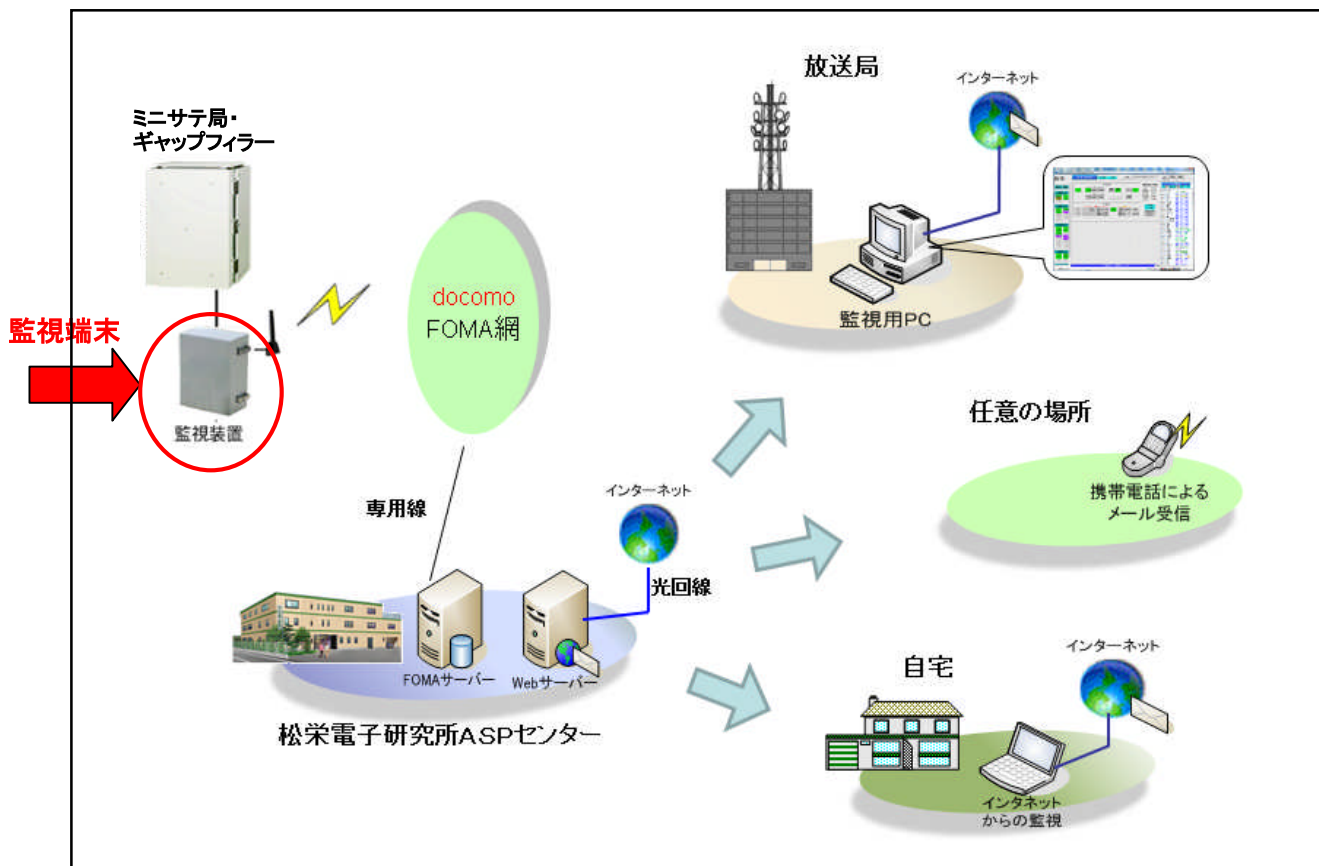 放送局
インターネット
ミニサテ局・
ギャップフィラー
docomo
FOMA網
監視端末
監視装置
監視用PC
任意の場所
携帯電話による
メール受信
専用線
インターネット
光回線
FOMAサーバー
Webサーバー
松栄電子研究所ASPセンター
自宅
インターネット
インタネット
からの監視